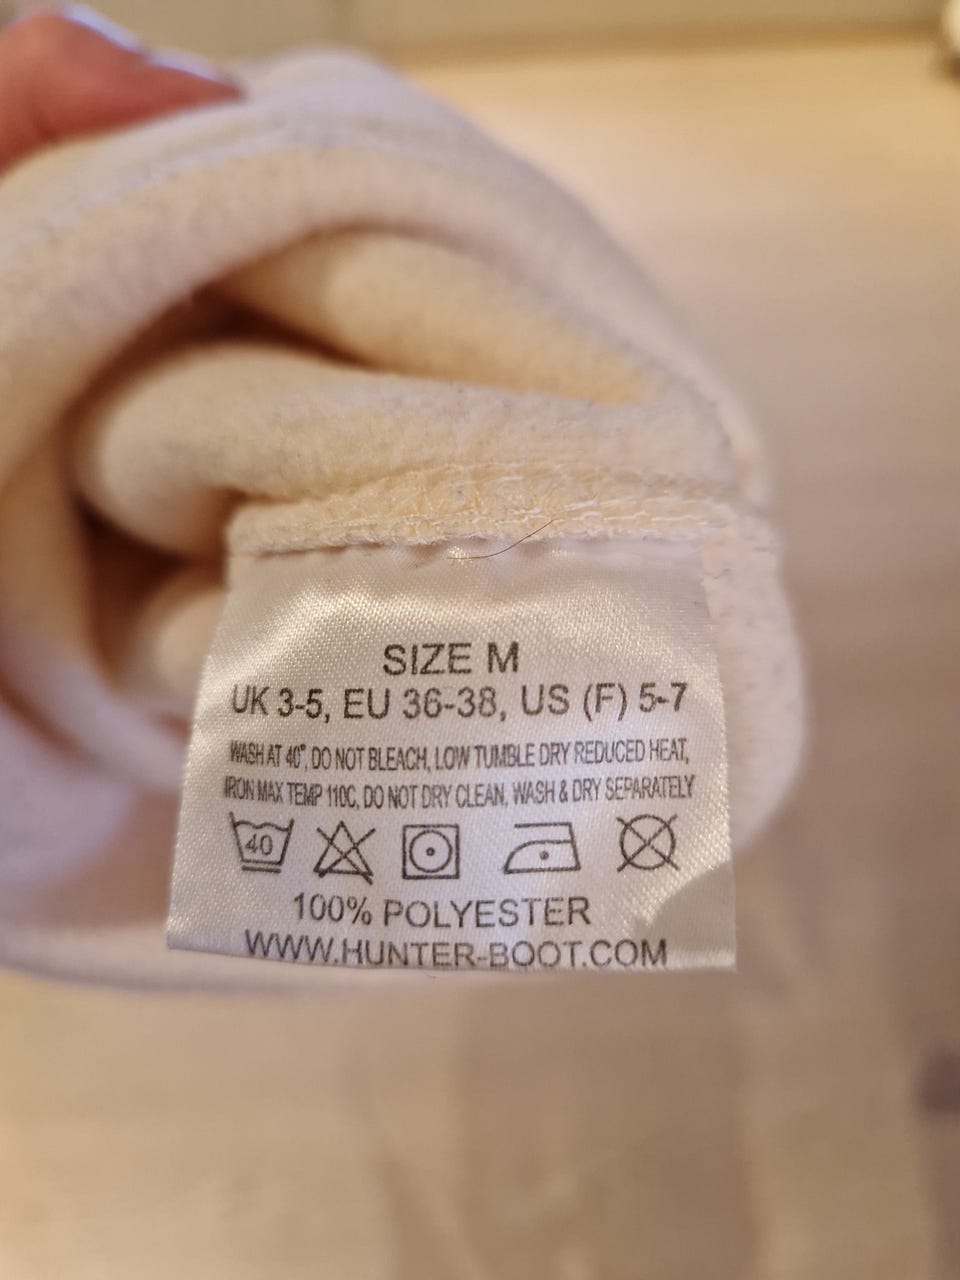 SIZE M
UK 3-5, EU 36-38, US (F) 5-7
WASH AT 40°, DO NOT BLEACH, LOW TUMBLE DRY REDUCED HEAT,
IRON MAX TEMP 110C, DO NOT DRY CLEAN, WASH & DRY SEPARATELY
40
100% POLYESTER
WWW.HUNTER-BOOT.COM